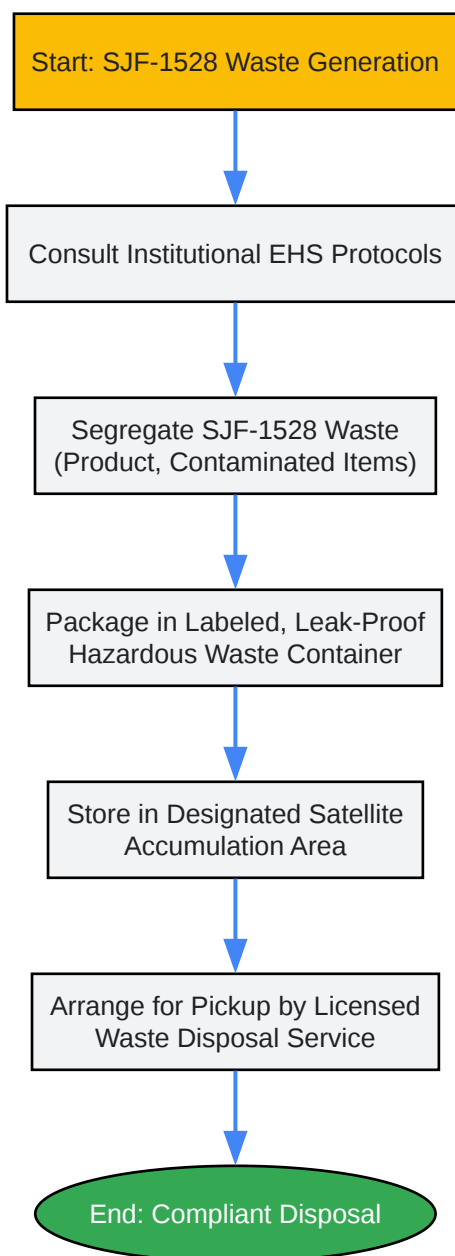 Start: SJF-1528 Waste Generation
Consult Institutional EHS Protocols
Segregate SJF-1528 Waste
(Product, Contaminated Items)
Package in Labeled, Leak-Proof
Hazardous Waste Container
Store in Designated Satellite
Accumulation Area
Arrange for Pickup by Licensed
Waste Disposal Service
End: Compliant Disposal